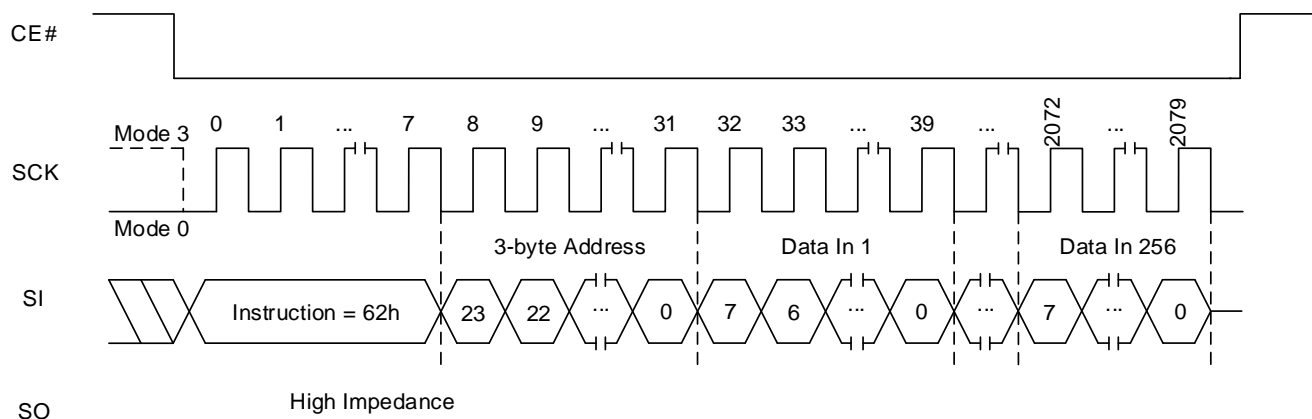 CE#
Mode 3
0 1 ... 7 8 9 ... 31 32 33 ... 39 ... 2072 ... 2079
SCK
Mode 0
3-byte Address Data In 1 Data In 256
SI Instruction = 62h 23 22 ... 0 7 6 ... 0 ... 7 ... 0
SO High Impedance